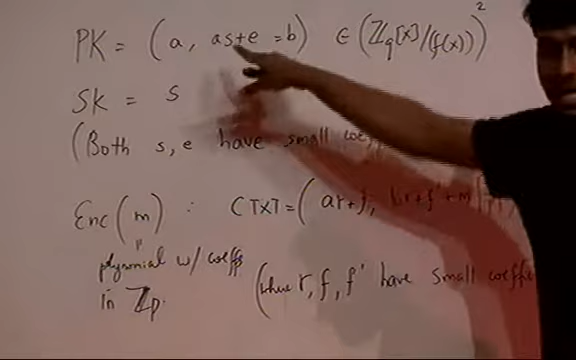 PK = (a, as+e = b) ∈ (ℤq[x]/(f(x)))²
SK = s
(Both s, e have small coeff
Enc(m) : CTXT = (ar+f, br+f'+m
polynomial w/ coeffs (where r, f, f' have small coeffi
in ℤp.